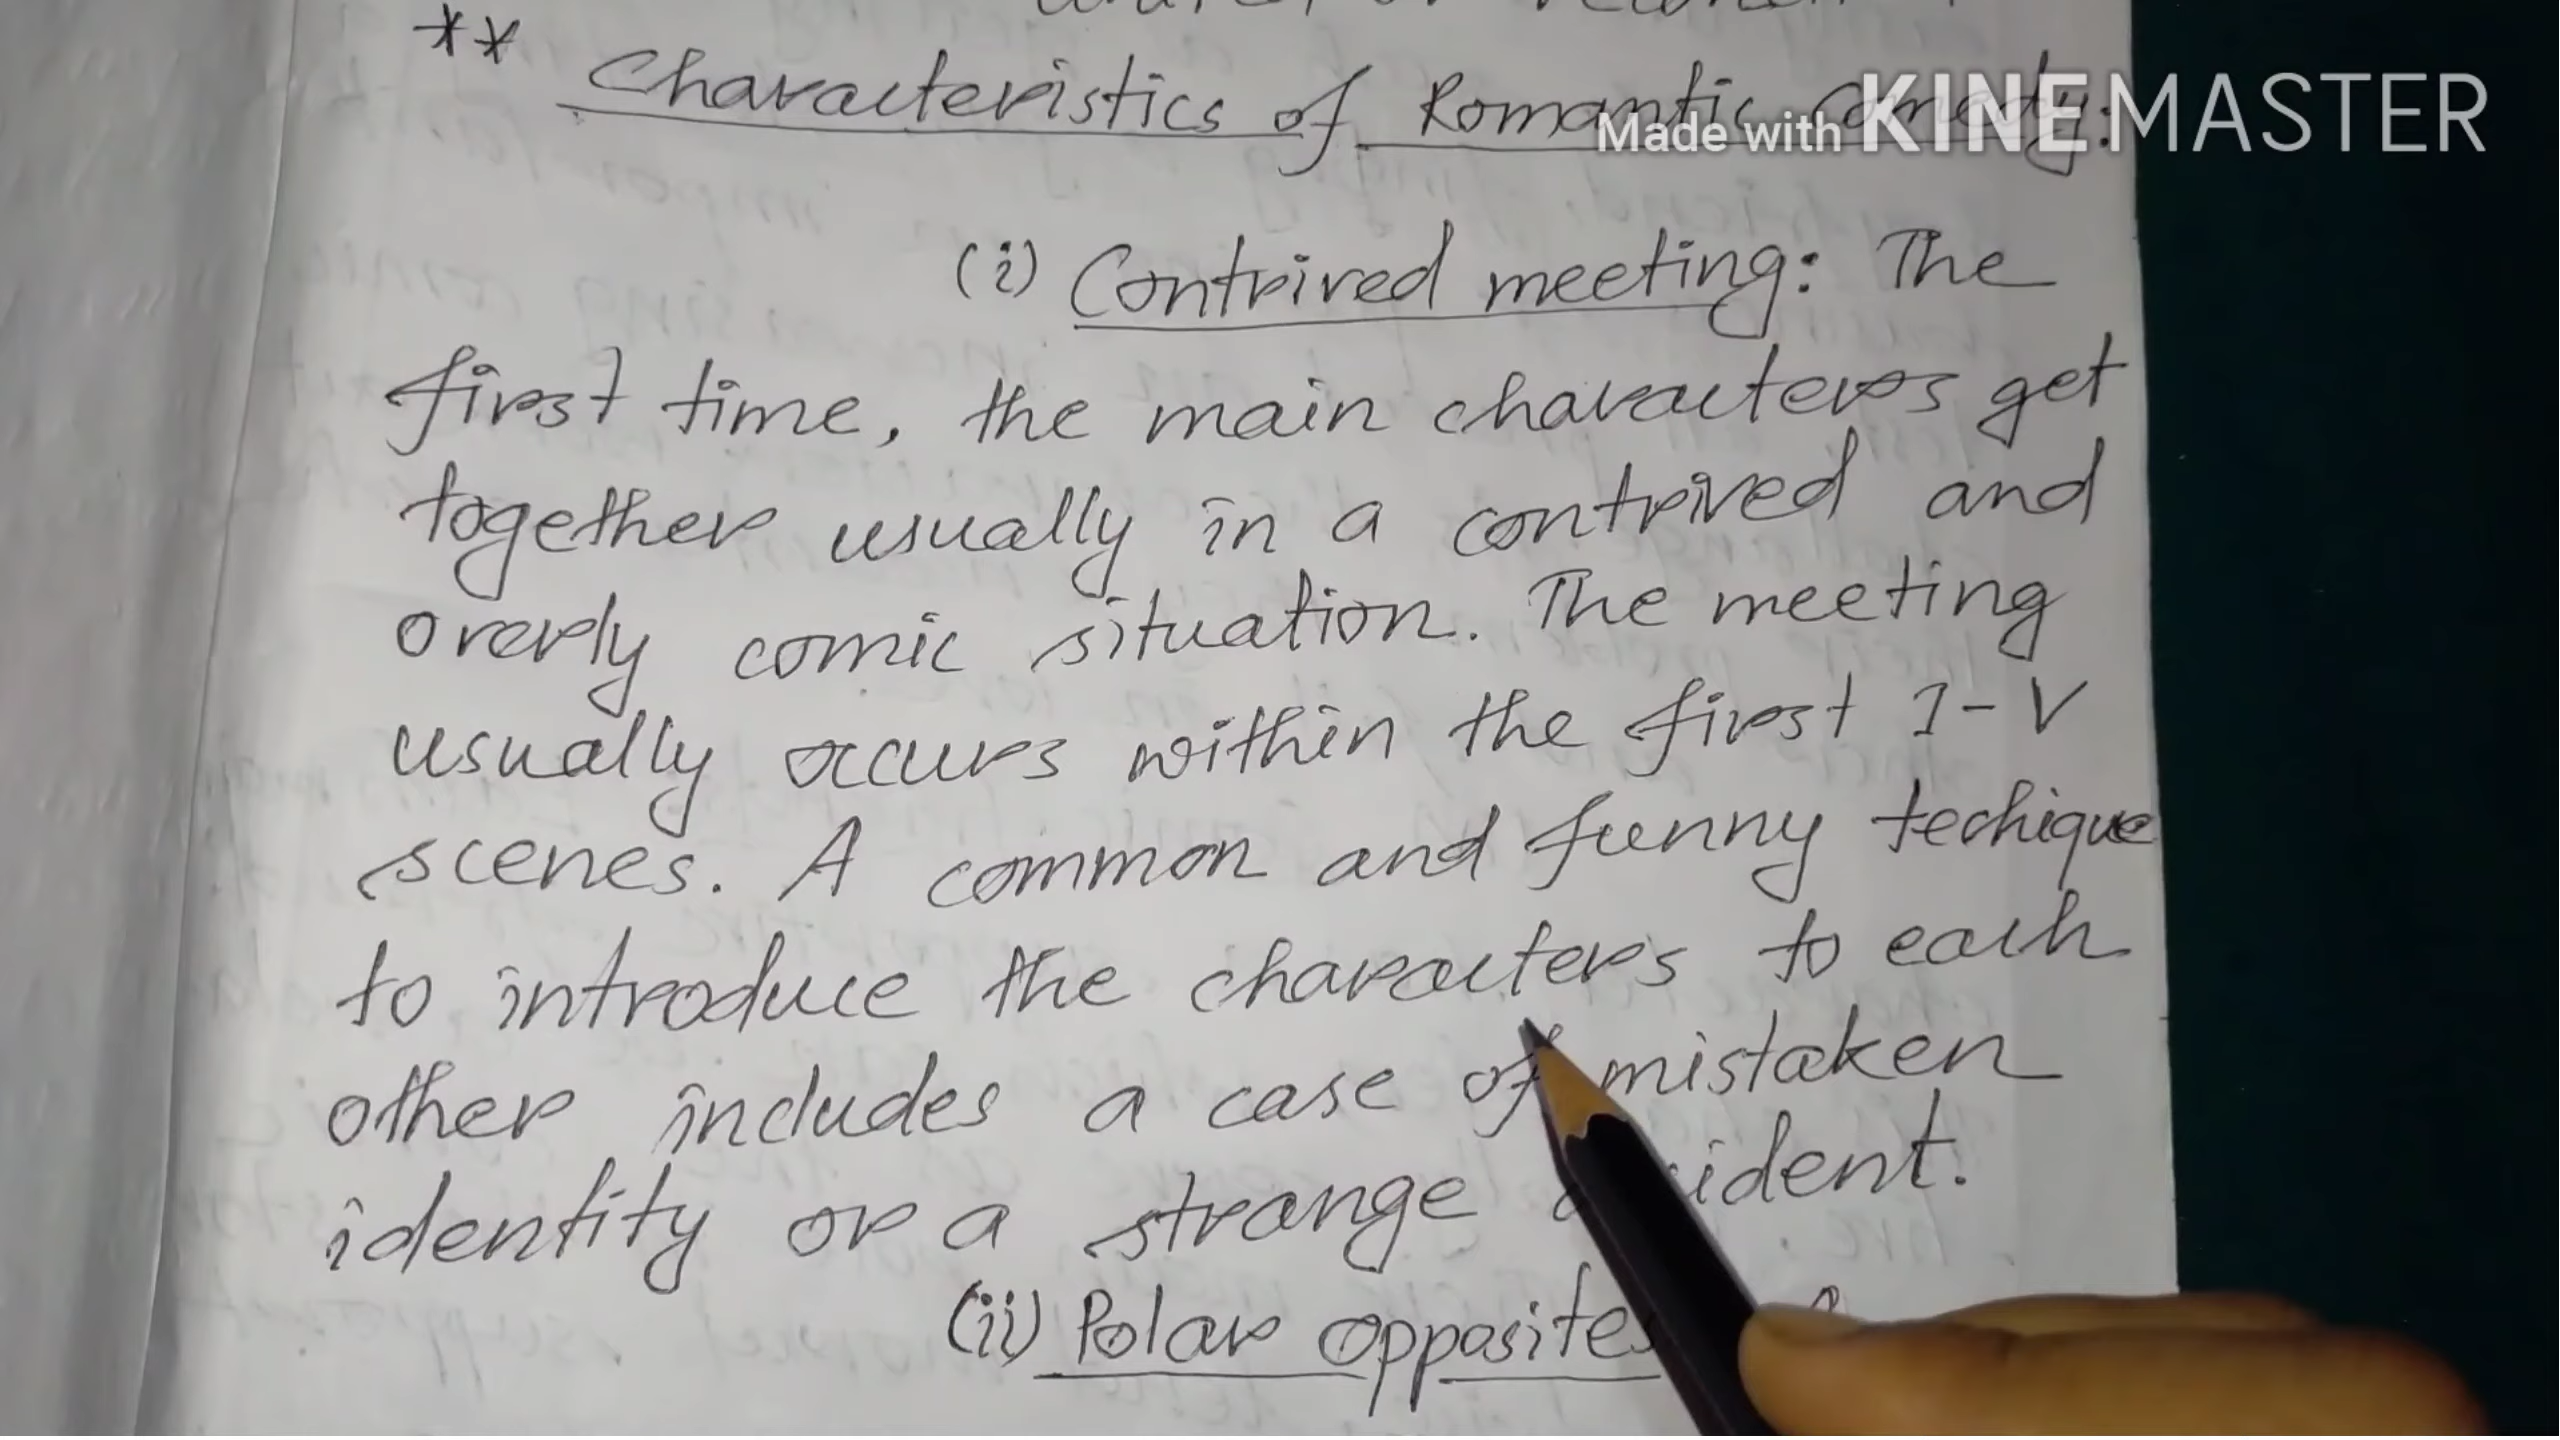 ** Characteristics of Romantic Comedy:
Made with KINEMASTER
(i) Contrived meeting: The
first time, the main characters get
together usually in a contrived and
overly comic situation. The meeting
usually occurs within the first I-V
scenes. A common and funny techique
to introduce the characters to each
other includes a case of mistaken
identity or a strange
(ii) Polar opposites